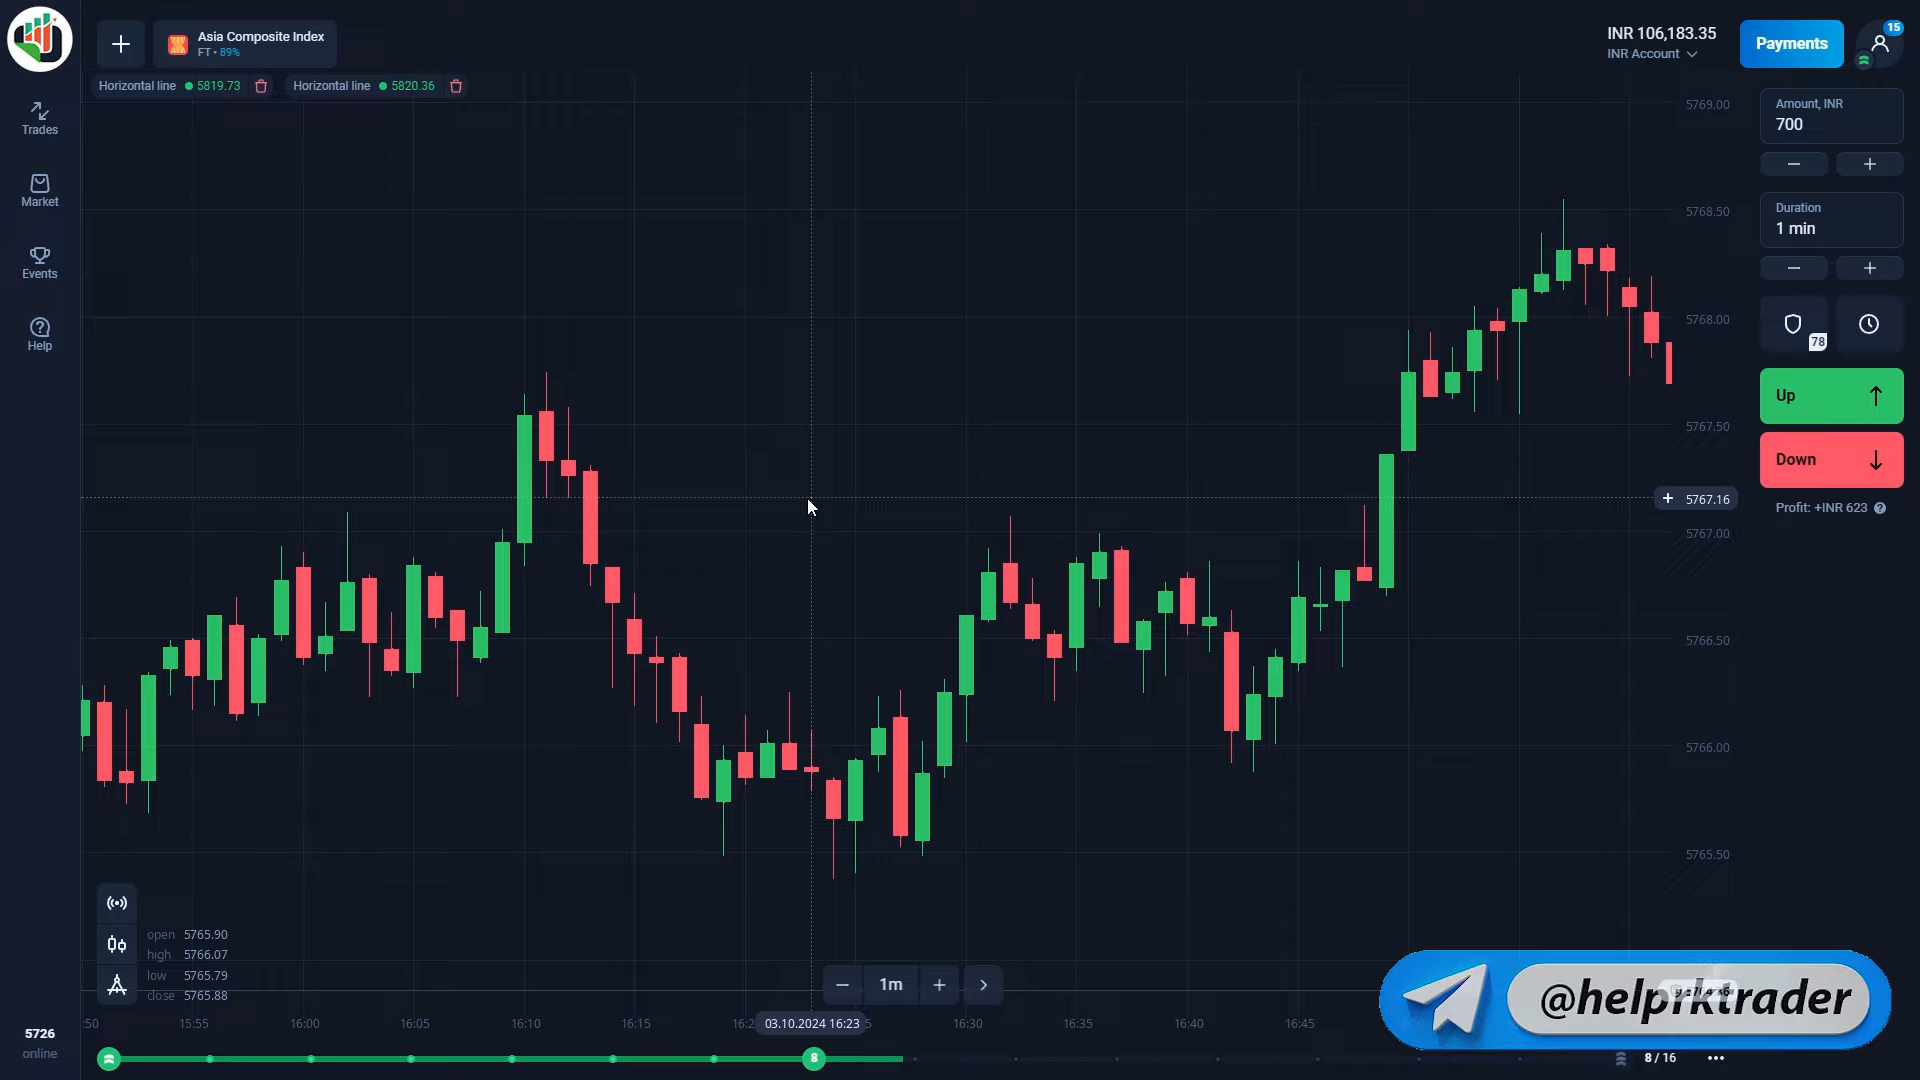 Asia Composite Index
FT • 89%
INR 106,183.35
INR Account
Payments
15
Horizontal line 5819.73
Horizontal line 5820.36
Trades
Market
Events
Help
5769.00
5768.50
5768.00
5767.50
5767.16
5767.00
5766.50
5766.00
5765.50
Amount, INR
700
Duration
1 min
78
Up
Down
Profit: +INR 623
open 5765.90
high 5766.07
low 5765.79
close 5765.88
1m
:50
15:55
16:00
16:05
16:10
16:15
03.10.2024 16:23
16:30
16:35
16:40
16:45
@helprktrader
5726
online
8
8 / 16